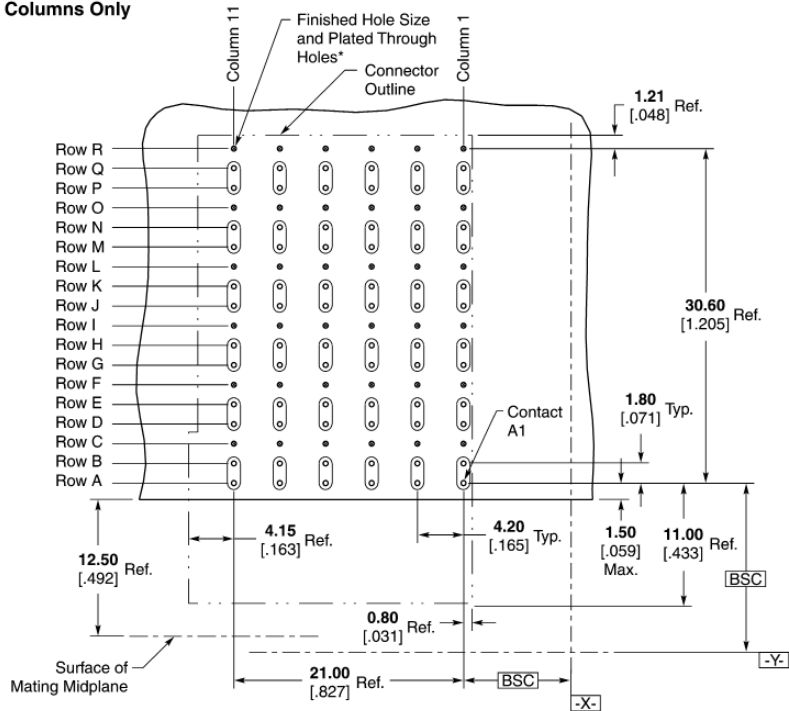 Columns Only
Column 11
Finished Hole Size
and Plated Through
Holes*
Connector
Outline
Column 1
1.21
[.048] Ref.
Row R
Row Q
Row P
Row O
Row N
Row M
Row L
Row K
Row J
Row I
Row H
Row G
Row F
Row E
Row D
Row C
Row B
Row A
30.60
[1.205] Ref.
1.80
[.071] Typ.
Contact
A1
12.50
[.492] Ref.
4.15
[.163] Ref.
4.20
[.165] Typ.
1.50
[.059]
Max.
11.00
[.433] Ref.
BSC
0.80
[.031] Ref.
Surface of
Mating Midplane
21.00
[.827] Ref.
BSC
-Y-
-X-